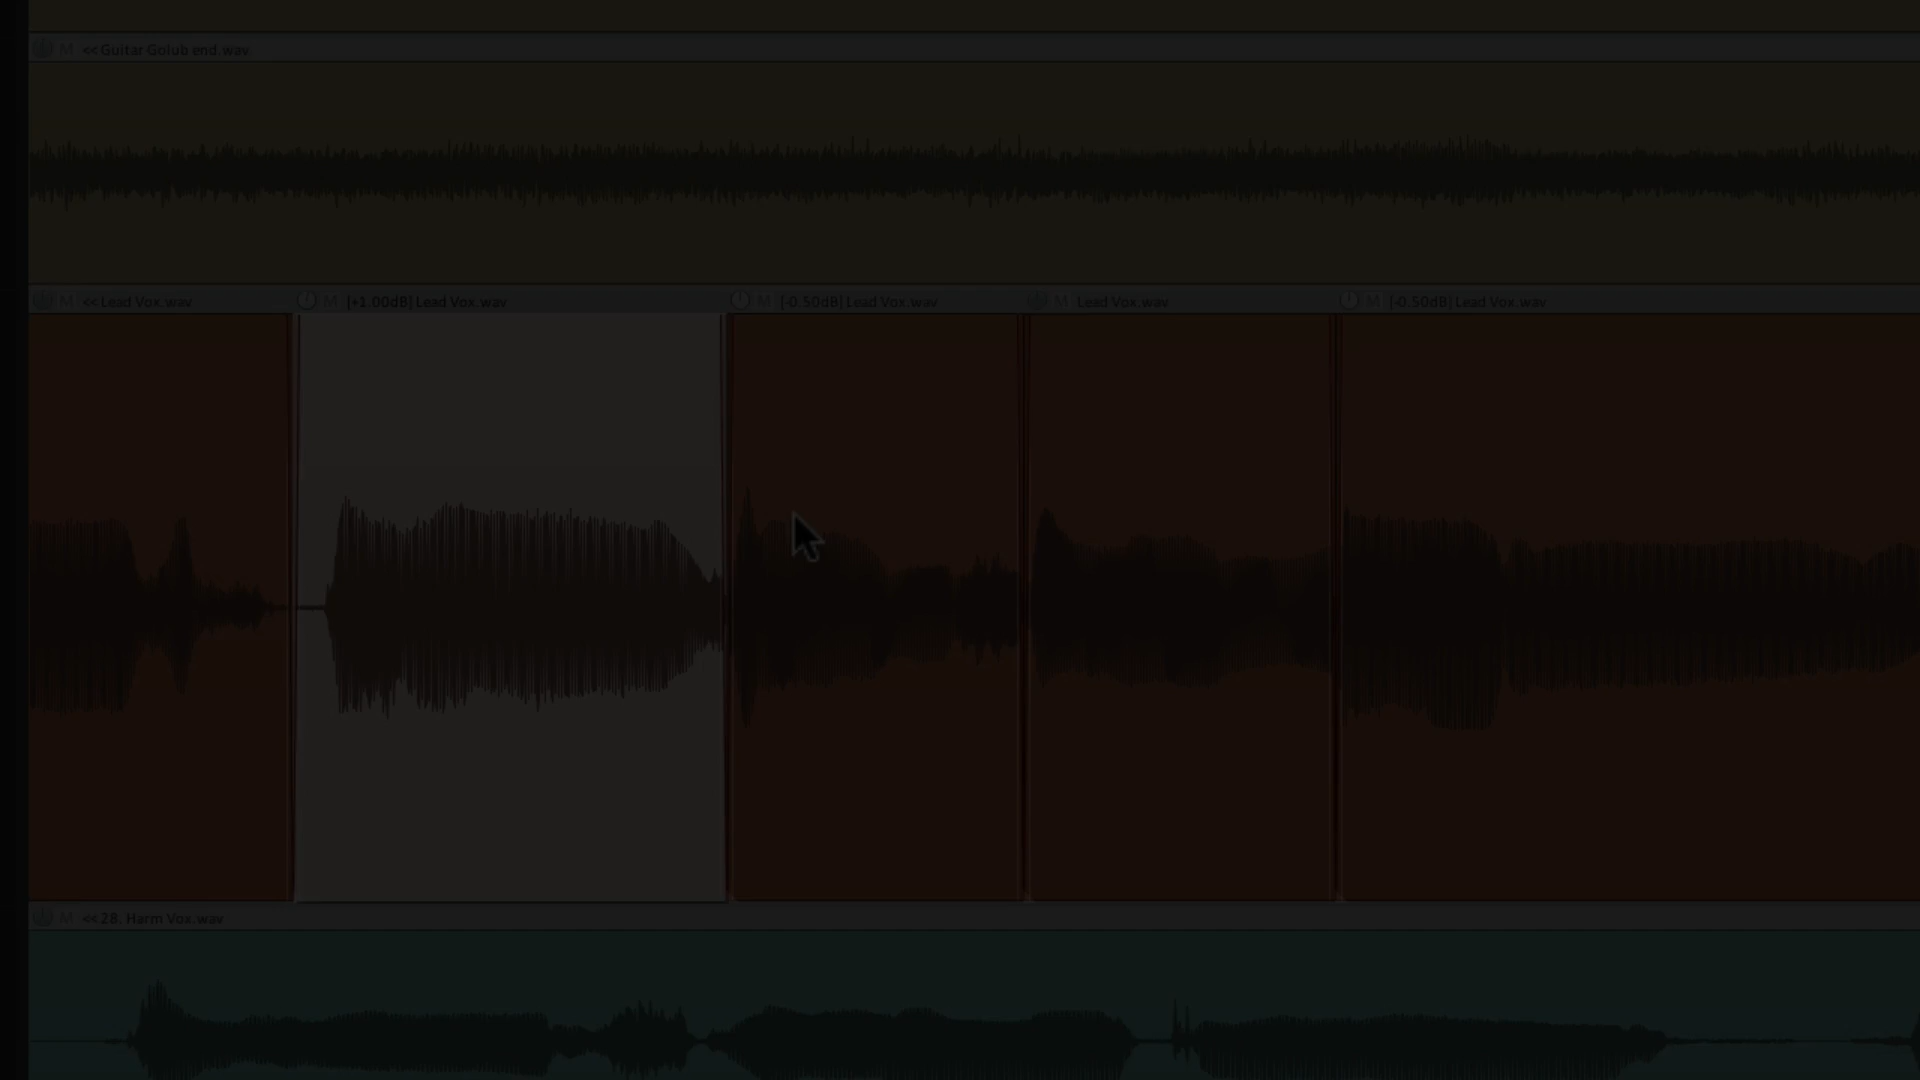 M <<Guitar Golub end.wav
M <<Lead Vox.wav M [+1.00dB] Lead Vox.wav M [-0.50dB] Lead Vox.wav M Lead Vox.wav M [-0.50dB] Lead Vox.wav
M <<28. Harm Vox.wav